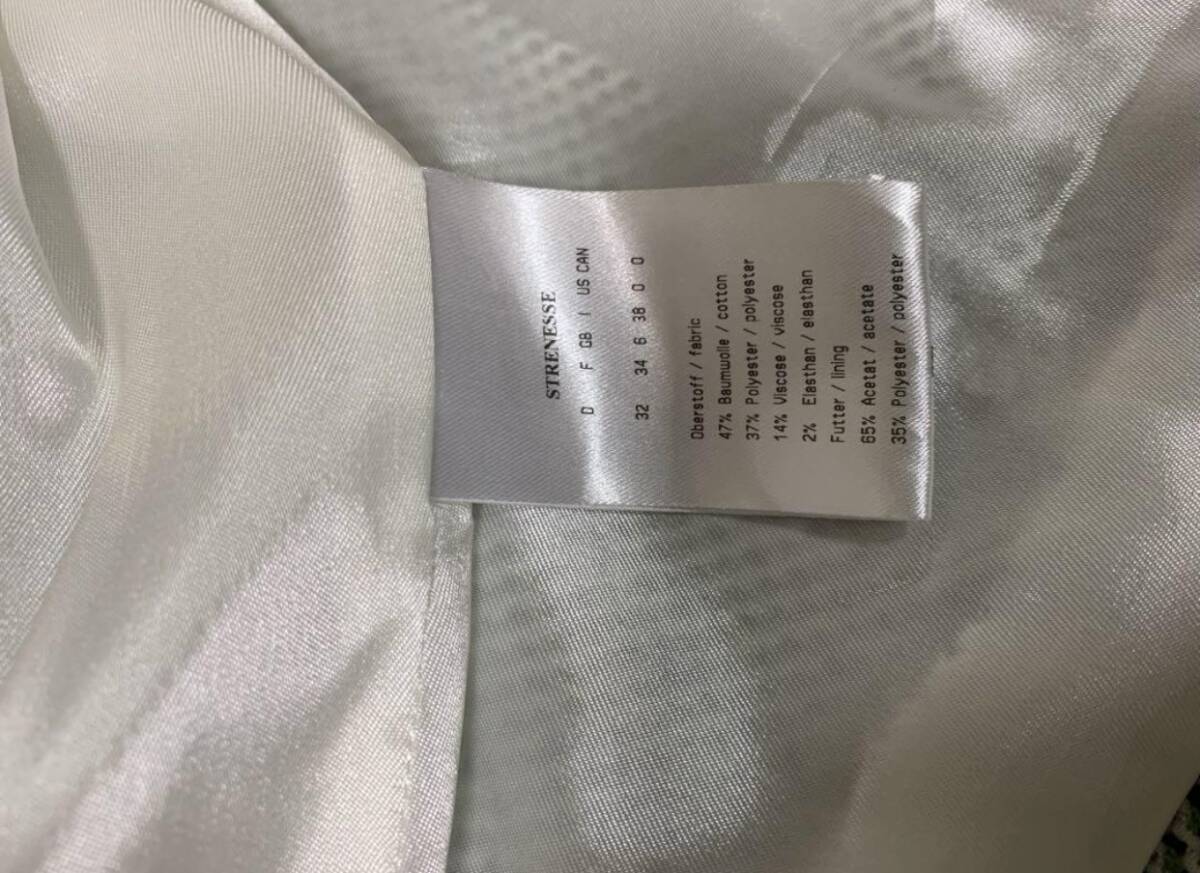 STRENESSE
D F GB I US CAN
32 34 6 38 0 0
Oberstoff / fabric
47% Baumwolle / cotton
37% Polyester / polyester
14% Viscose / viscose
2% Elasthan / elasthan
Futter / lining
65% Acetat / acetate
35% Polyester / polyester